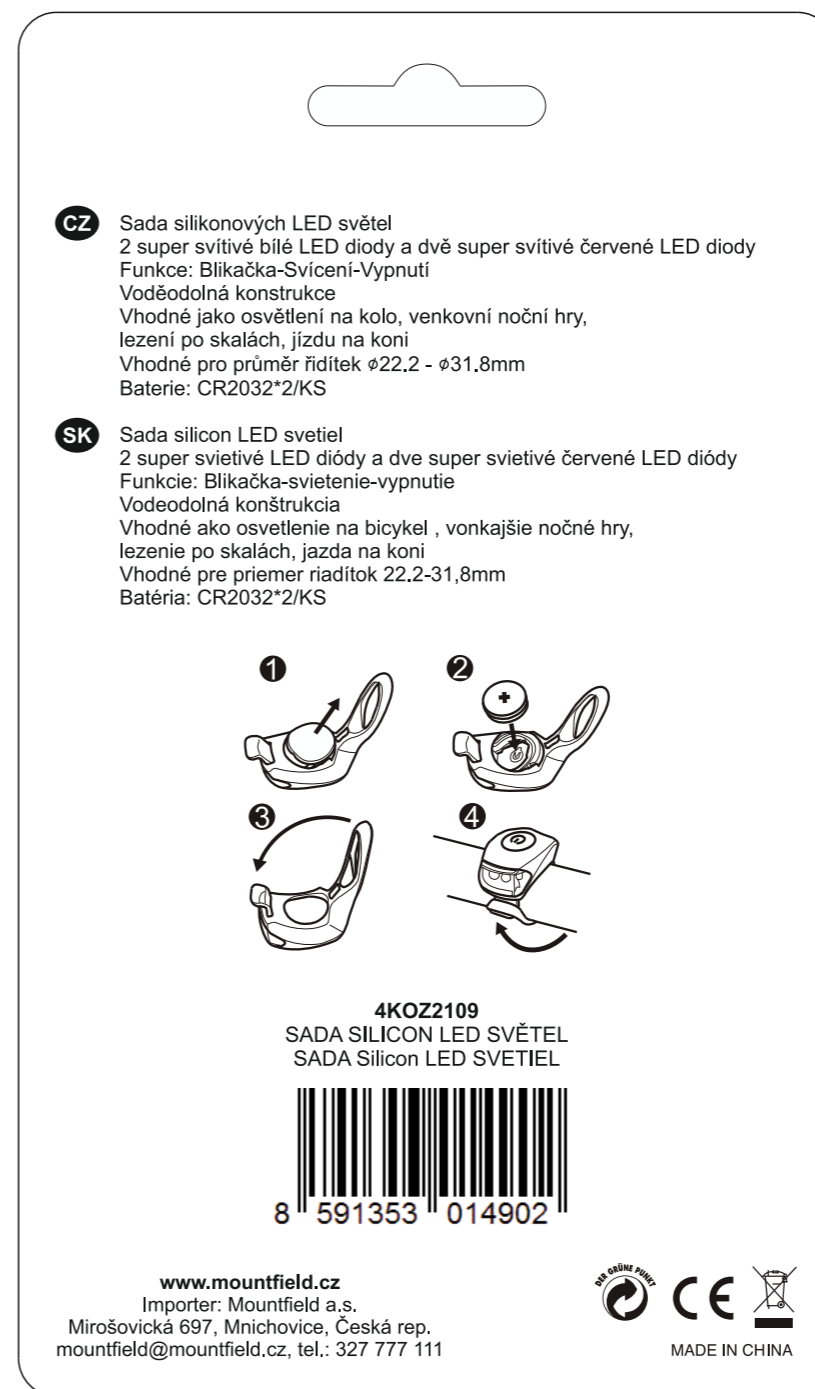 CZ
Sada silikonových LED světel
2 super svítivé bílé LED diody a dvě super svítivé červené LED diody
Funkce: Blikačka-Svícení-Vypnutí
Voděodolná konstrukce
Vhodné jako osvětlení na kolo, venkovní noční hry,
lezení po skalách, jízdu na koni
Vhodné pro průměr řidítek ø22.2 - ø31.8mm
Baterie: CR2032*2/KS
SK
Sada silicon LED svetiel
2 super svietivé LED diódy a dve super svietivé červené LED diódy
Funkcie: Blikačka-svietenie-vypnutie
Vodeodolná konštrukcia
Vhodné ako osvetlenie na bicykel , vonkajšie nočné hry,
lezenie po skalách, jazda na koni
Vhodné pre priemer riadítok 22.2-31,8mm
Batéria: CR2032*2/KS
1
2
+
3
4
4KOZ2109
SADA SILICON LED SVĚTEL
SADA Silicon LED SVETIEL
8 591353 014902
www.mountfield.cz
Importer: Mountfield a.s.
Mirošovická 697, Mnichovice, Česká rep.
mountfield@mountfield.cz, tel.: 327 777 111
DER GRÜNE PUNKT
CE
MADE IN CHINA